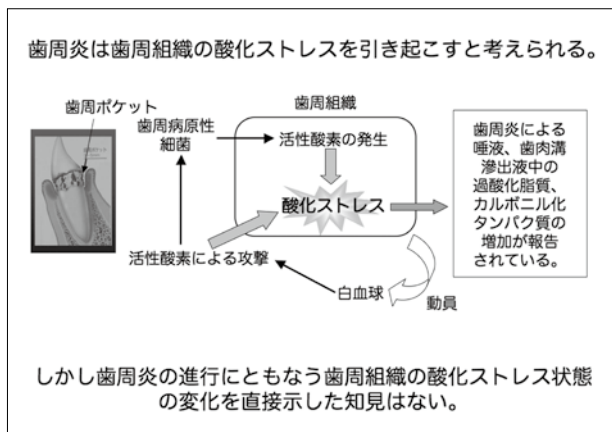 歯周炎は歯周組織の酸化ストレスを引き起こすと考えられる。
歯周ポケット
歯周病原性
細菌
歯周組織
活性酸素の発生
酸化ストレス
活性酸素による攻撃
白血球
動員
歯周炎による
唾液、歯肉溝
滲出液中の
過酸化脂質、
カルボニル化
タンパク質の
増加が報告
されている。
しかし歯周炎の進行にともなう歯周組織の酸化ストレス状態
の変化を直接示した知見はない。